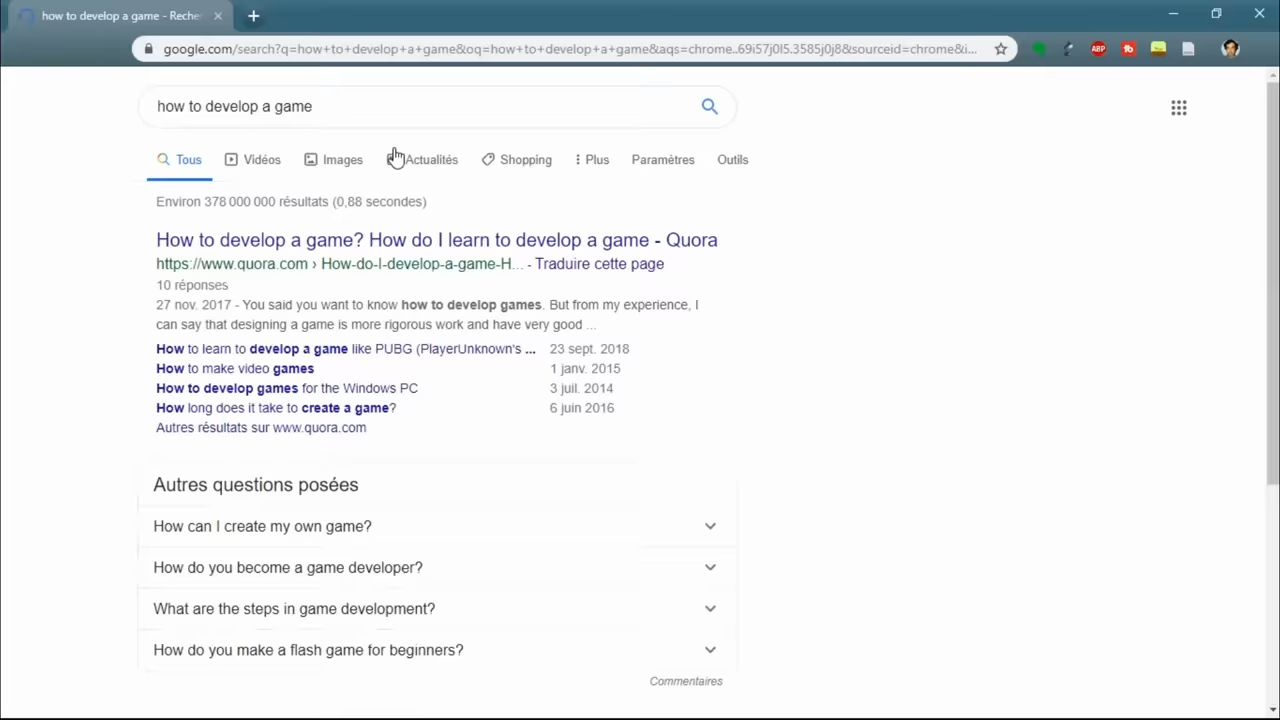 how to develop a game - Reche
google.com/search?q=how+to+develop+a+game&oq=how+to+develop+a+game&aqs=chrome..69i57j0l5.3585j0j8&sourceid=chrome&i...
ABP
how to develop a game
Tous Vidéos Images Actualités Shopping Plus Paramètres Outils
Environ 378 000 000 résultats (0,88 secondes)
How to develop a game? How do I learn to develop a game - Quora
https://www.quora.com › How-do-I-develop-a-game-H... - Traduire cette page
10 réponses
27 nov. 2017 - You said you want to know how to develop games. But from my experience, I
can say that designing a game is more rigorous work and have very good ...
How to learn to develop a game like PUBG (PlayerUnknown's ... 23 sept. 2018
How to make video games 1 janv. 2015
How to develop games for the Windows PC 3 juil. 2014
How long does it take to create a game? 6 juin 2016
Autres résultats sur www.quora.com
Autres questions posées
How can I create my own game?
How do you become a game developer?
What are the steps in game development?
How do you make a flash game for beginners?
Commentaires